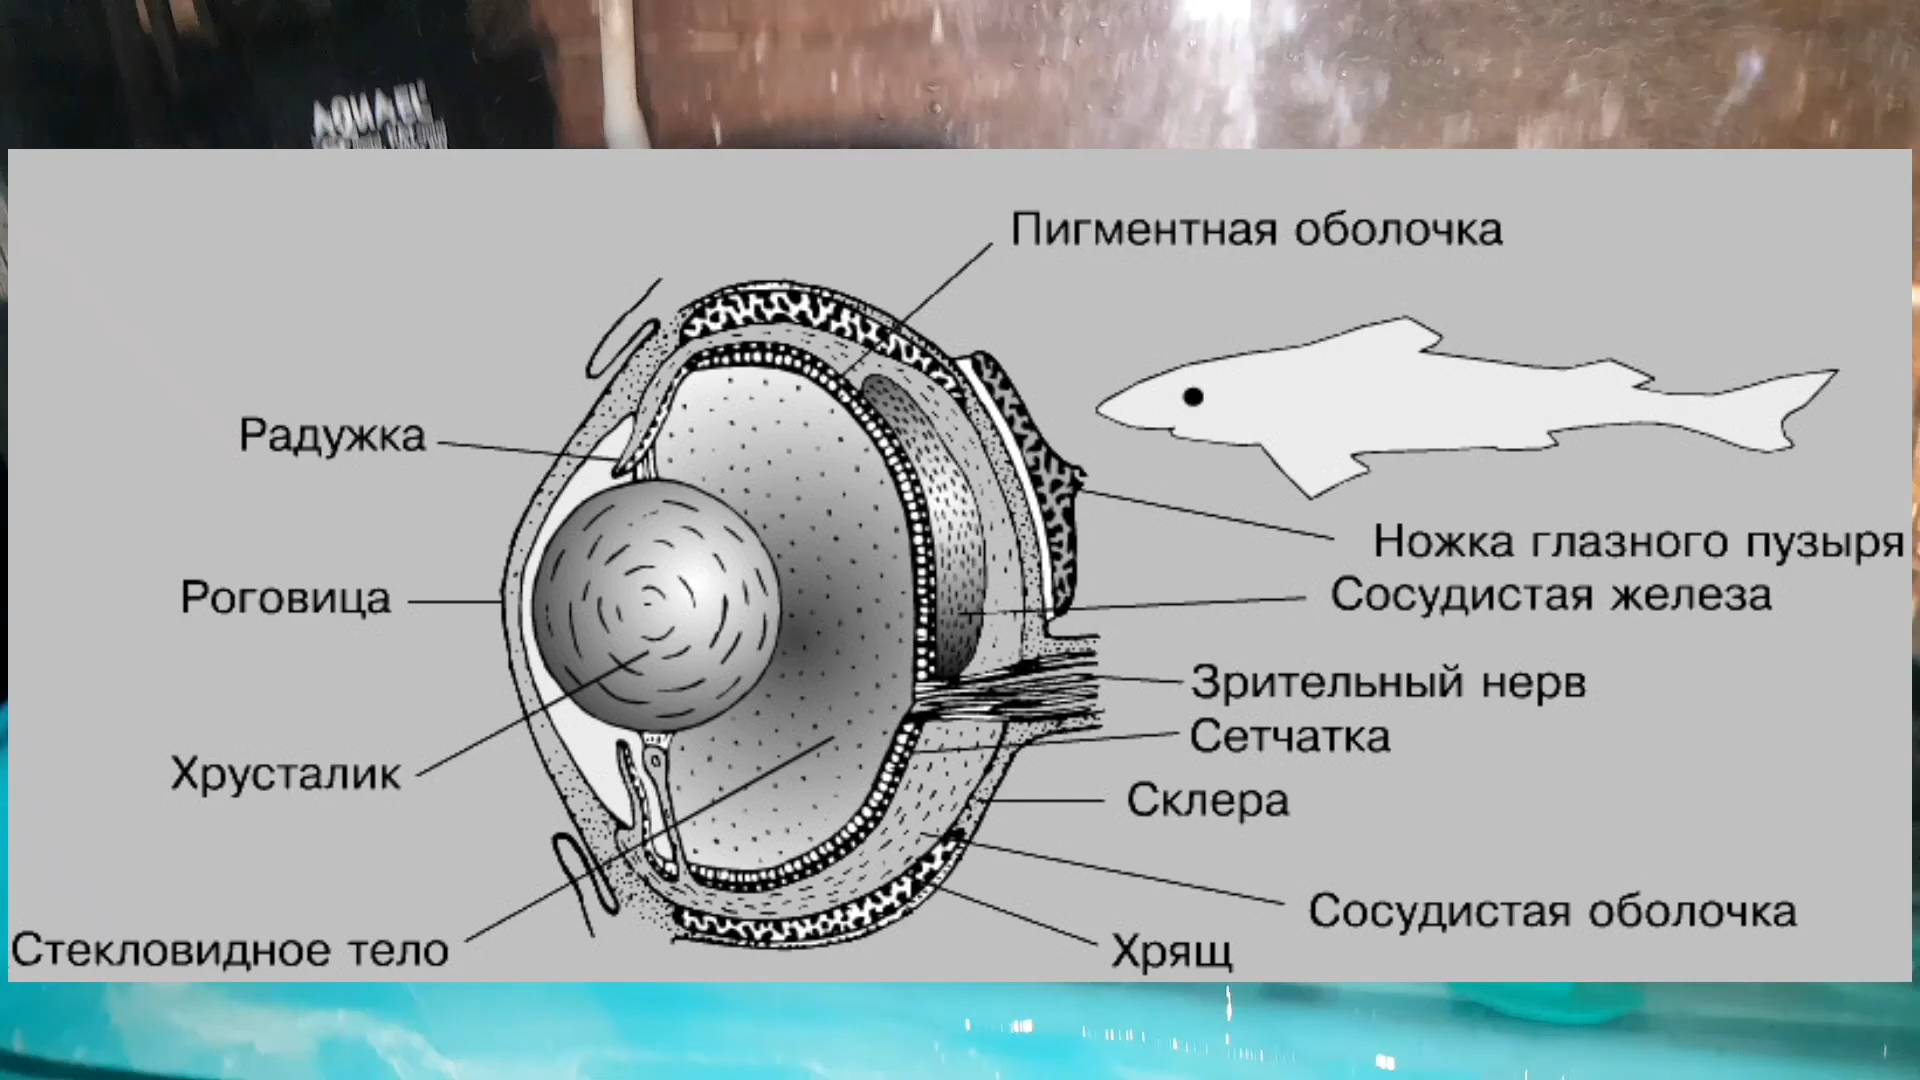 AQUAEL
Пигментная оболочка
Радужка
Роговица
Хрусталик
Стекловидное тело
Ножка глазного пузыря
Сосудистая железа
Зрительный нерв
Сетчатка
Склера
Сосудистая оболочка
Хрящ